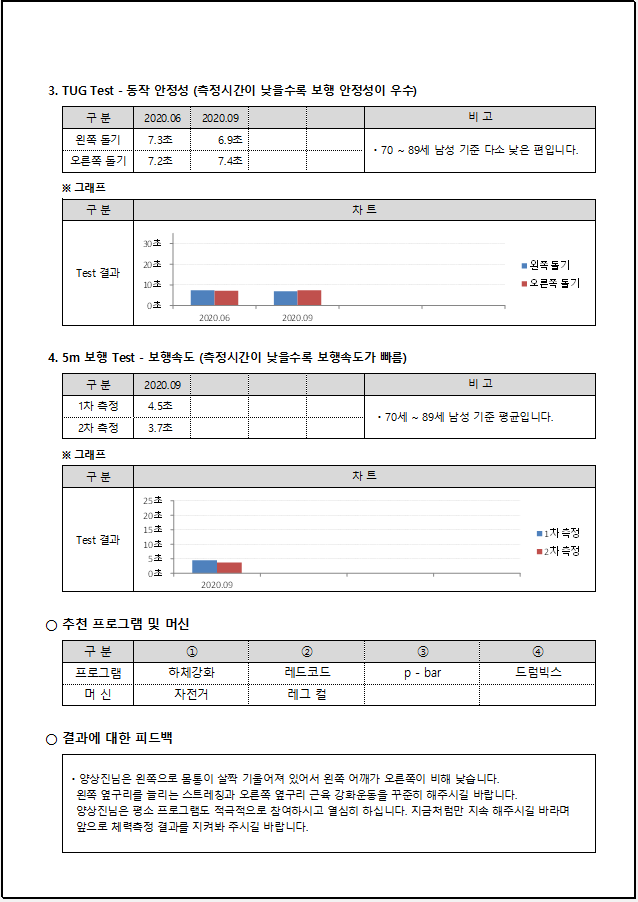 3. TUG Test - 동작 안정성 (측정시간이 낮을수록 보행 안정성이 우수)
구 분 2020.06 2020.09 비 고
왼쪽 돌기 7.3초 6.9초
• 70 ~ 89세 남성 기준 다소 낮은 편입니다.
오른쪽 돌기 7.2초 7.4초
※ 그래프
구 분 차 트
Test 결과
30초
20초
10초
0초
2020.06 2020.09
왼쪽 돌기
오른쪽 돌기
4. 5m 보행 Test - 보행속도 (측정시간이 낮을수록 보행속도가 빠름)
구 분 2020.09 비 고
1차 측정 4.5초
• 70세 ~ 89세 남성 기준 평균입니다.
2차 측정 3.7초
※ 그래프
구 분 차 트
Test 결과
25초
20초
15초
10초
5초
0초
2020.09
1차 측정
2차 측정
○ 추천 프로그램 및 머신
구 분 ① ② ③ ④
프로그램 하체강화 레드코드 p - bar 드럼빅스
머 신 자전거 레그 컬
○ 결과에 대한 피드백
• 양상진님은 왼쪽으로 몸통이 살짝 기울어져 있어서 왼쪽 어깨가 오른쪽이 비해 낮습니다.
왼쪽 옆구리를 늘리는 스트레칭과 오른쪽 옆구리 근육 강화운동을 꾸준히 해주시길 바랍니다.
양상진님은 평소 프로그램도 적극적으로 참여하시고 열심히 하십니다. 지금처럼만 지속 해주시길 바라며
앞으로 체력측정 결과를 지켜봐 주시길 바랍니다.